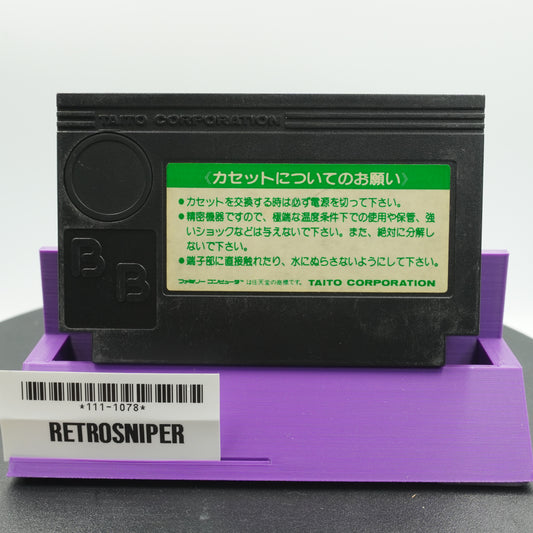 TAITO CORPORATION
〈カセットについてのお願い〉
●カセットを交換する時は必ず電源を切って下さい。
●精密機器ですので、極端な温度条件下での使用や保管、強
いショックなどは与えないで下さい。また、絶対に分解し
ないで下さい。
●端子部に直接触れたり、水にぬらさないようにして下さい。
ファミリーコンピュータ は任天堂の商標です。 TAITO CORPORATION
B
B
*111-1078*
RETROSNIPER